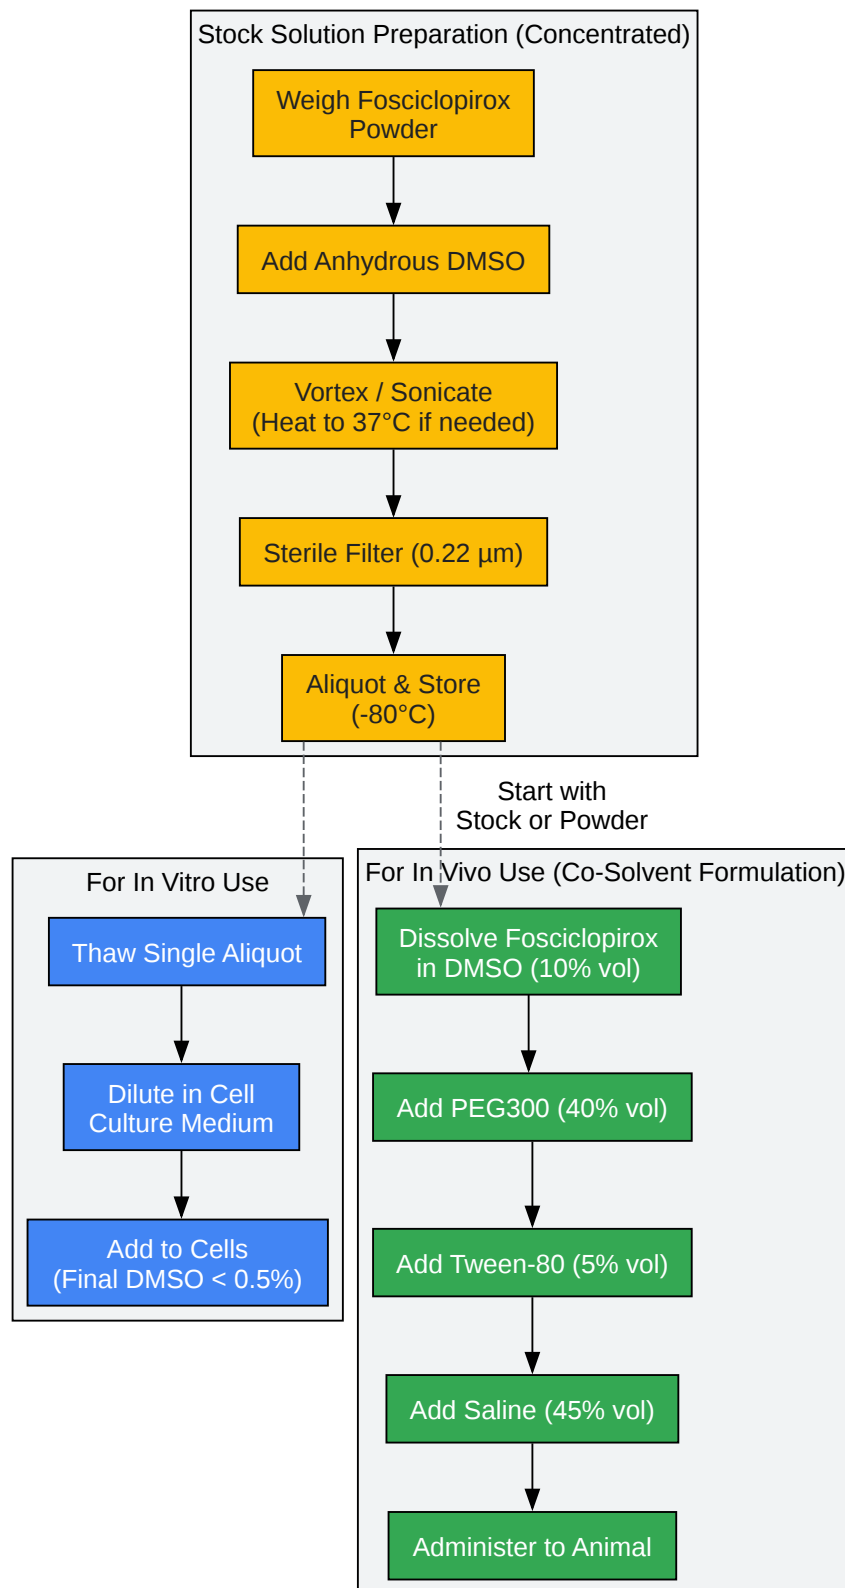 Stock Solution Preparation (Concentrated)
Weigh Fosciclopirox
Powder
Add Anhydrous DMSO
Vortex / Sonicate
(Heat to 37°C if needed)
Sterile Filter (0.22 µm)
Aliquot & Store
(-80°C)
Start with
Stock or Powder
For In Vitro Use
Thaw Single Aliquot
Dilute in Cell
Culture Medium
Add to Cells
(Final DMSO < 0.5%)
For In Vivo Use (Co-Solvent Formulation)
Dissolve Fosciclopirox
in DMSO (10% vol)
Add PEG300 (40% vol)
Add Tween-80 (5% vol)
Add Saline (45% vol)
Administer to Animal